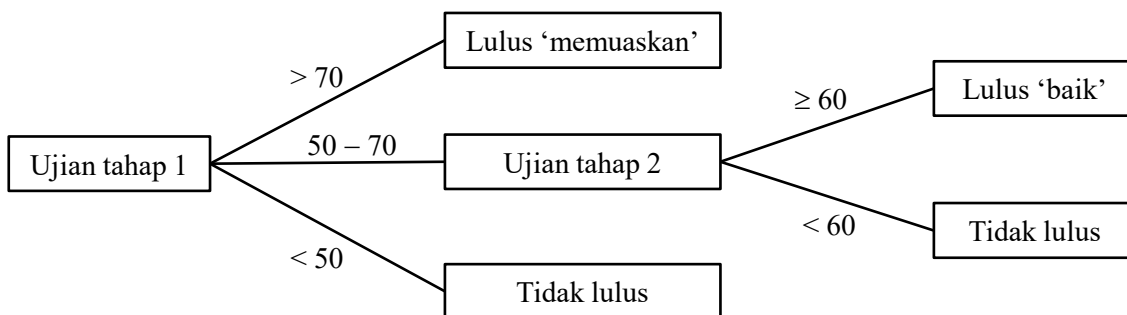 Lulus ‘memuaskan’
> 70
≥ 60
Lulus ‘baik’
50 – 70
Ujian tahap 1
Ujian tahap 2
< 60
Tidak lulus
< 50
Tidak lulus